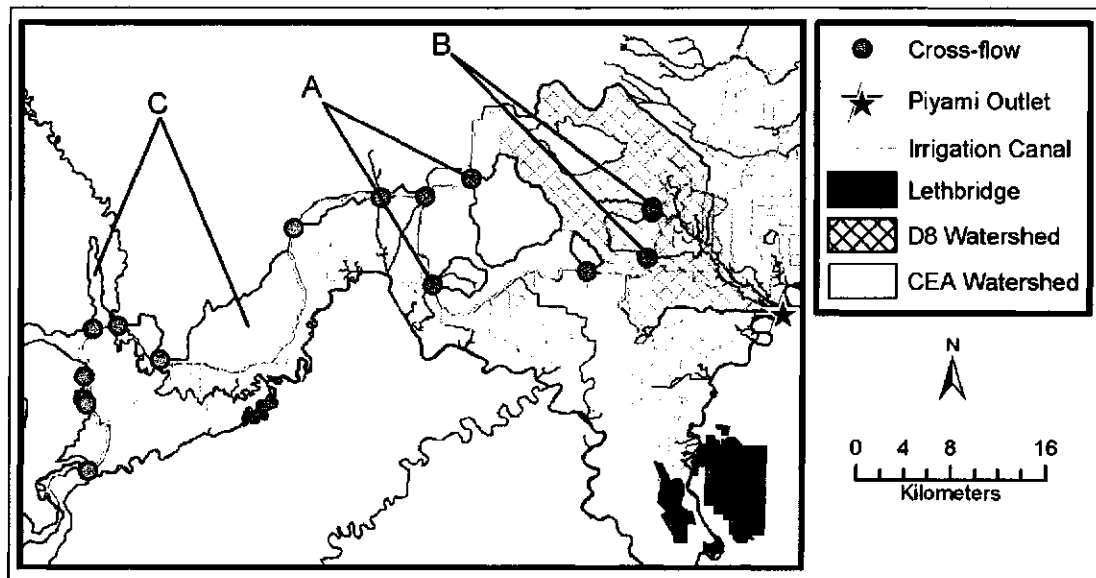 A
B
C
Cross-flow
Piyami Outlet
Irrigation Canal
Lethbridge
D8 Watershed
CEA Watershed
N
0 4 8 16
Kilometers